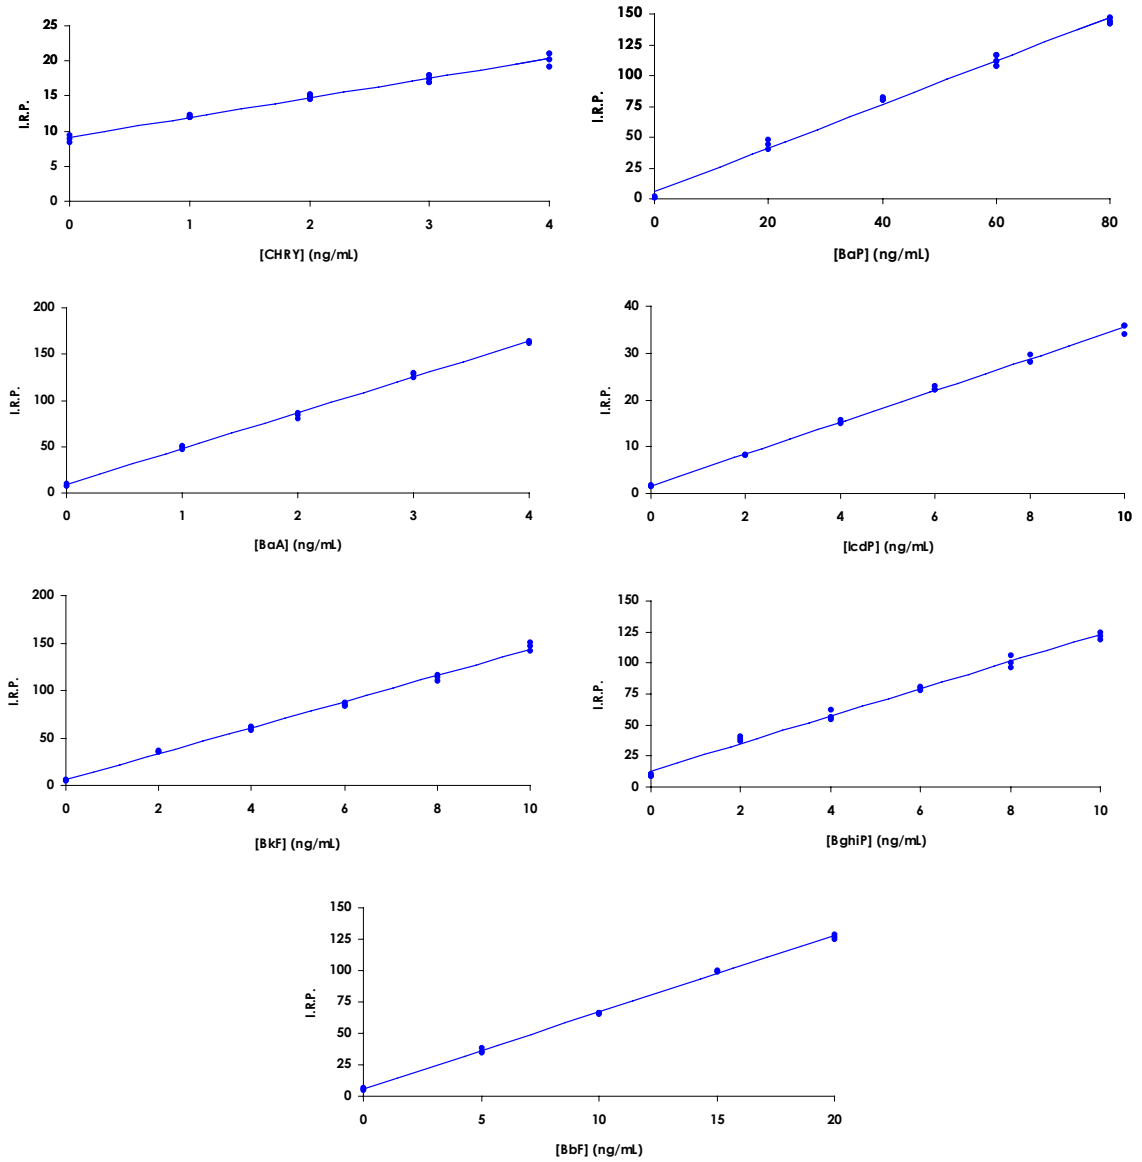 25
20
15
10
5
0
I.R.P.
0 1 2 3 4
[CHRY] (ng/mL)
150
125
100
75
50
25
0
I.R.P.
0 20 40 60 80
[BaP] (ng/mL)
200
150
100
50
0
I.R.P.
0 1 2 3 4
[BaA] (ng/mL)
40
30
20
10
0
I.R.P.
0 2 4 6 8 10
[IcdP] (ng/mL)
200
150
100
50
0
I.R.P.
0 2 4 6 8 10
[BkF] (ng/mL)
150
125
100
75
50
25
0
I.R.P.
0 2 4 6 8 10
[BghiP] (ng/mL)
150
125
100
75
50
25
0
I.R.P.
0 5 10 15 20
[BbF] (ng/mL)